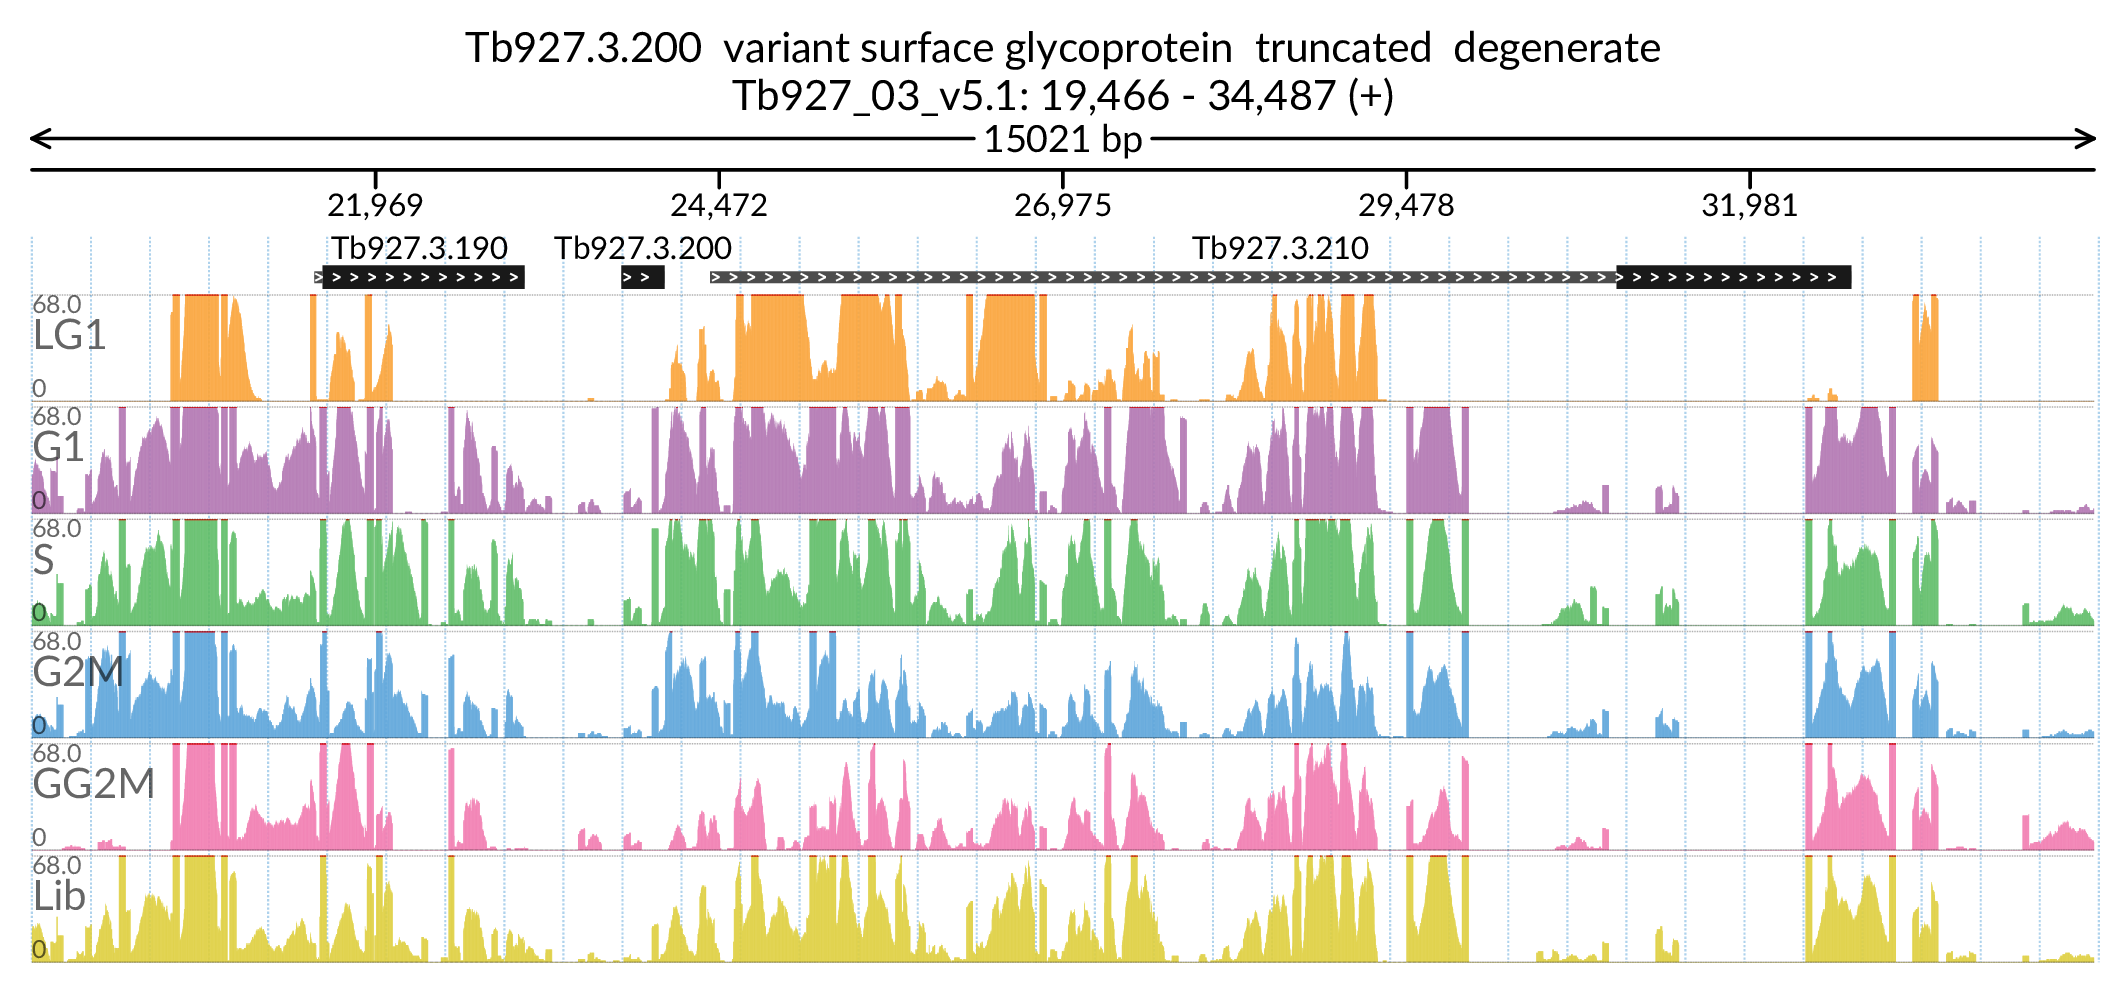 Tb927.3.200 variant surface glycoprotein truncated degenerate
Tb927_03_v5.1: 19,466 - 34,487 (+)
15021 bp
21,969 24,472 26,975 29,478 31,981
Tb927.3.190 Tb927.3.200 Tb927.3.210
68.0
LG1
0
68.0
G1
0
68.0
S
0
68.0
G2M
0
68.0
GG2M
0
68.0
Lib
0